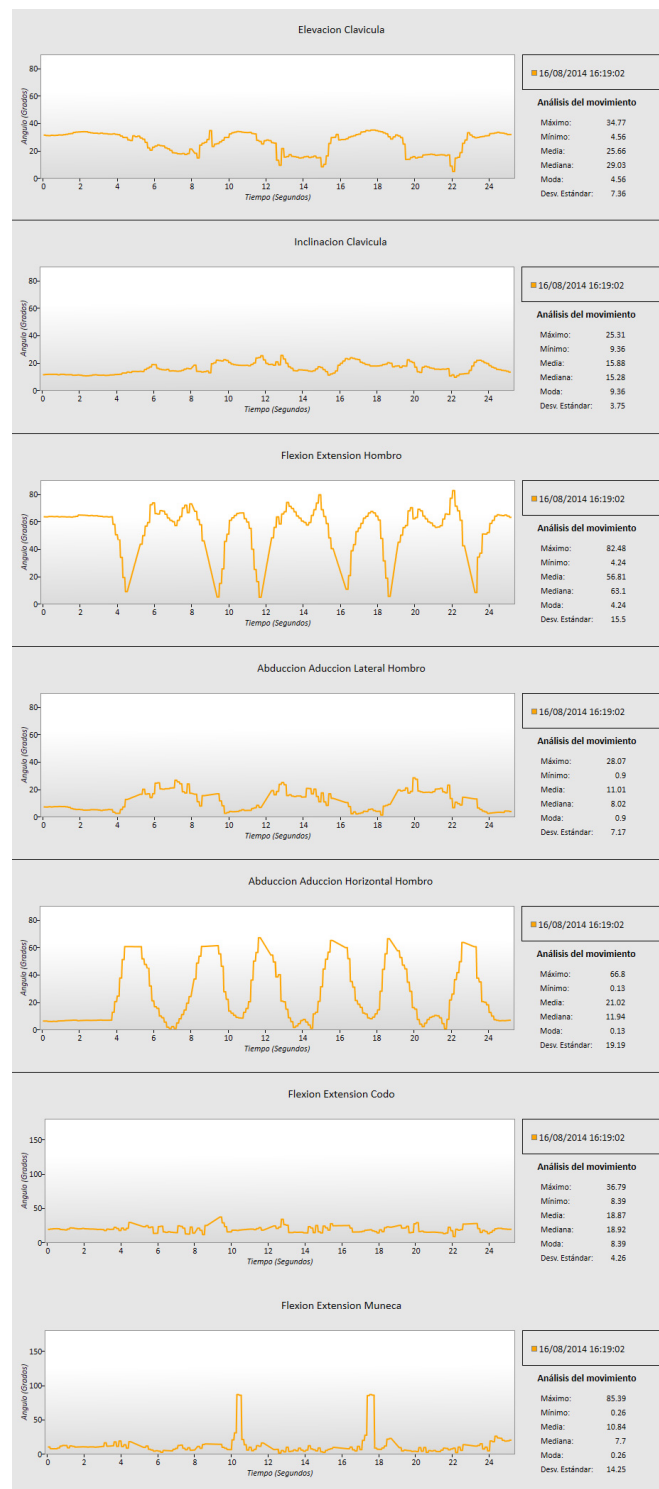 Elevacion Clavicula
80-
60-
40-
20-
0-
Angulo (Grados)
0 2 4 6 8 10 12 14 16 18 20 22 24
Tiempo (Segundos)
16/08/2014 16:19:02
Análisis del movimiento
Máximo: 34.77
Mínimo: 4.56
Media: 25.66
Mediana: 29.03
Moda: 4.56
Desv. Estándar: 7.36
Inclinacion Clavicula
80-
60-
40-
20-
0-
Angulo (Grados)
0 2 4 6 8 10 12 14 16 18 20 22 24
Tiempo (Segundos)
16/08/2014 16:19:02
Análisis del movimiento
Máximo: 25.31
Mínimo: 9.36
Media: 15.88
Mediana: 15.28
Moda: 9.36
Desv. Estándar: 3.75
Flexion Extension Hombro
80-
60-
40-
20-
0-
Angulo (Grados)
0 2 4 6 8 10 12 14 16 18 20 22 24
Tiempo (Segundos)
16/08/2014 16:19:02
Análisis del movimiento
Máximo: 82.48
Mínimo: 4.24
Media: 56.81
Mediana: 63.1
Moda: 4.24
Desv. Estándar: 15.5
Abduccion Aduccion Lateral Hombro
80-
60-
40-
20-
0-
Angulo (Grados)
0 2 4 6 8 10 12 14 16 18 20 22 24
Tiempo (Segundos)
16/08/2014 16:19:02
Análisis del movimiento
Máximo: 28.07
Mínimo: 0.9
Media: 11.01
Mediana: 8.02
Moda: 0.9
Desv. Estándar: 7.17
Abduccion Aduccion Horizontal Hombro
80-
60-
40-
20-
0-
Angulo (Grados)
0 2 4 6 8 10 12 14 16 18 20 22 24
Tiempo (Segundos)
16/08/2014 16:19:02
Análisis del movimiento
Máximo: 66.8
Mínimo: 0.13
Media: 21.02
Mediana: 11.94
Moda: 0.13
Desv. Estándar: 19.19
Flexion Extension Codo
150-
100-
50-
0-
Angulo (Grados)
0 2 4 6 8 10 12 14 16 18 20 22 24
Tiempo (Segundos)
16/08/2014 16:19:02
Análisis del movimiento
Máximo: 36.79
Mínimo: 8.39
Media: 18.87
Mediana: 18.92
Moda: 8.39
Desv. Estándar: 4.26
Flexion Extension Muneca
150-
100-
50-
0-
Angulo (Grados)
0 2 4 6 8 10 12 14 16 18 20 22 24
Tiempo (Segundos)
16/08/2014 16:19:02
Análisis del movimiento
Máximo: 85.39
Mínimo: 0.26
Media: 10.84
Mediana: 7.7
Moda: 0.26
Desv. Estándar: 14.25